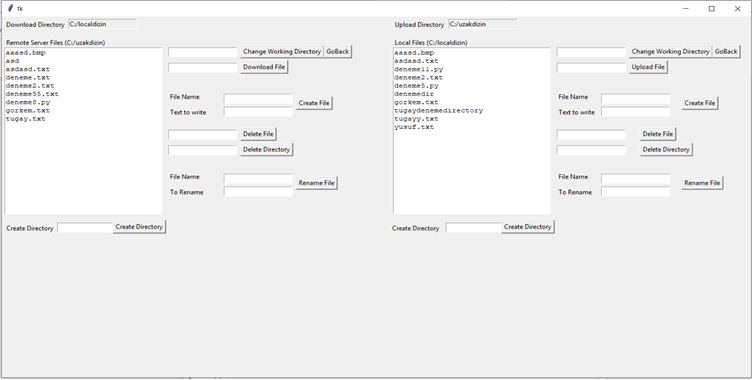 tk
Download Directory C:/localdizin
Remote Server Files (C:/uzakdizin)
aaasd.bmp
asd
asdasd.txt
deneme.txt
deneme2.txt
deneme55.txt
deneme8.py
gorkem.txt
tugay.txt
Change Working Directory GoBack
Download File
File Name
Text to write
Create File
Delete File
Delete Directory
File Name
To Rename
Rename File
Create Directory Create Directory
Upload Directory C:/uzakdizin
Local Files (C:/localdizin)
aaasd.bmp
asdasd.txt
deneme11.py
deneme2.txt
deneme5.py
denemedir
gorkem.txt
tugaydenemedirectory
tugayy.txt
yusuf.txt
Change Working Directory GoBack
Upload File
File Name
Text to write
Create File
Delete File
Delete Directory
File Name
To Rename
Rename File
Create Directory Create Directory